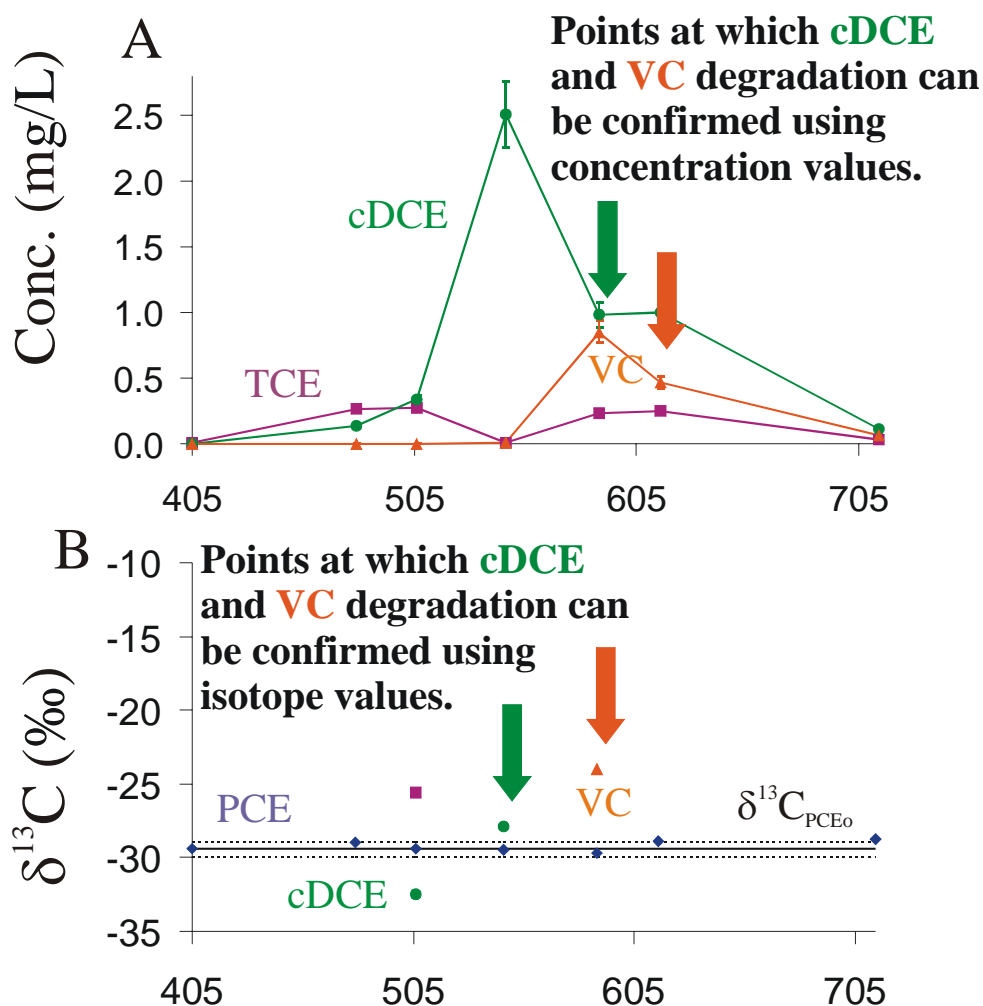 A
Points at which cDCE
and VC degradation can
be confirmed using
concentration values.
Conc. (mg/L)
2.5
2.0
1.5
1.0
0.5
0.0
cDCE
TCE
VC
405
505
605
705
B
Points at which cDCE
and VC degradation can
be confirmed using
isotope values.
δ¹³C (‰)
-10
-15
-20
-25
-30
-35
PCE
VC
δ¹³C_PCEo
cDCE
405
505
605
705